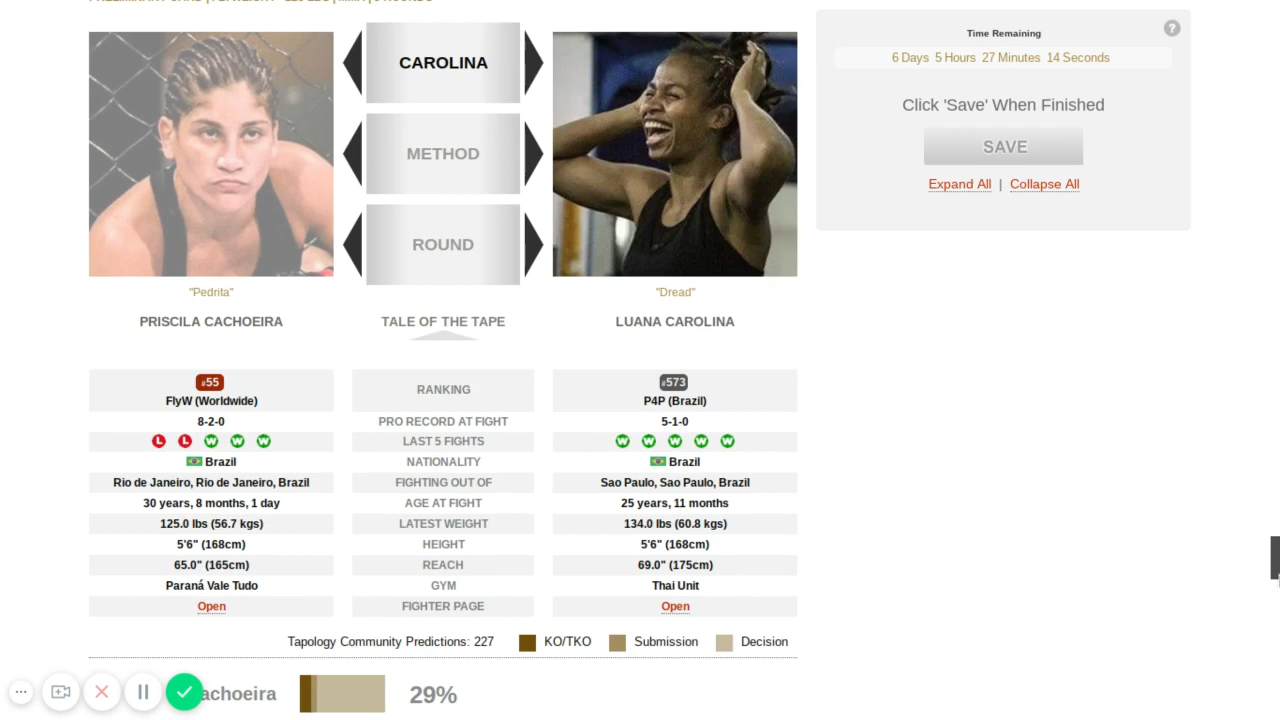 Time Remaining
?
6 Days 5 Hours 27 Minutes 14 Seconds
Click 'Save' When Finished
SAVE
Expand All | Collapse All
CAROLINA
METHOD
ROUND
"Pedrita"
"Dread"
PRISCILA CACHOEIRA
TALE OF THE TAPE
LUANA CAROLINA
#55 FlyW (Worldwide) RANKING #573 P4P (Brazil)
8-2-0 PRO RECORD AT FIGHT 5-1-0
L L W W W LAST 5 FIGHTS W W W W W
Brazil NATIONALITY Brazil
Rio de Janeiro, Rio de Janeiro, Brazil FIGHTING OUT OF Sao Paulo, Sao Paulo, Brazil
30 years, 8 months, 1 day AGE AT FIGHT 25 years, 11 months
125.0 lbs (56.7 kgs) LATEST WEIGHT 134.0 lbs (60.8 kgs)
5'6" (168cm) HEIGHT 5'6" (168cm)
65.0" (165cm) REACH 69.0" (175cm)
Paraná Vale Tudo GYM Thai Unit
Open FIGHTER PAGE Open
Tapology Community Predictions: 227 KO/TKO Submission Decision
achoeira 29%